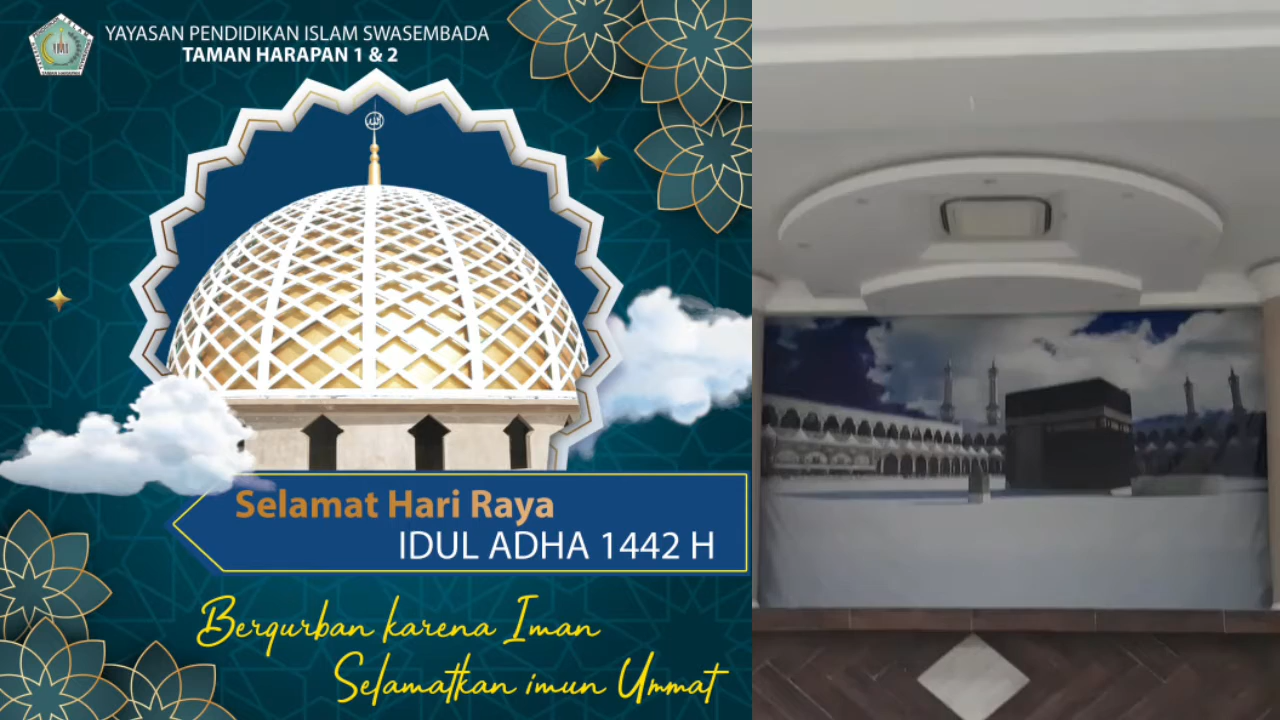 YAYASAN PENDIDIKAN ISLAM SWASEMBADA
TAMAN HARAPAN 1 & 2
الله
Selamat Hari Raya
IDUL ADHA 1442 H
Berqurban karena Iman
Selamatkan imun Ummat